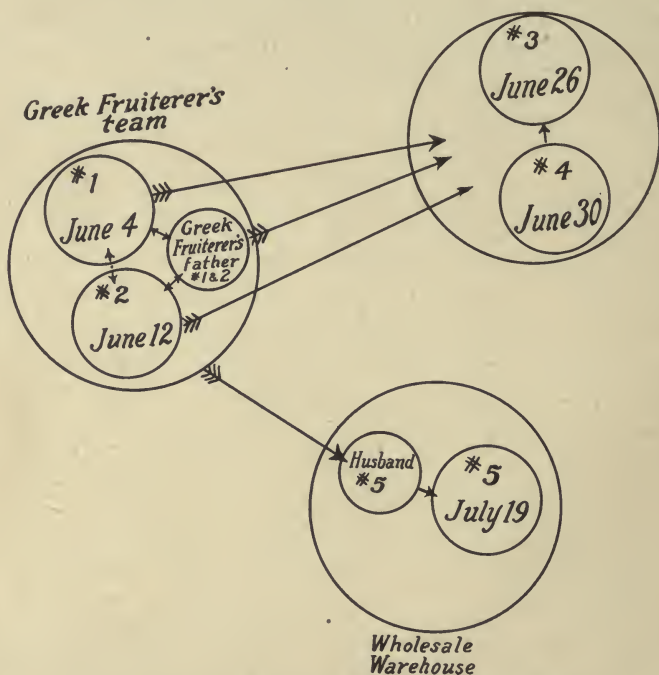 Greek Fruiterer's
team
#1
June 4
Greek
Fruiterer's
father
#1 & 2
#2
June 12
#3
June 26
#4
June 30
Husband
#5
#5
July 19
Wholesale
Warehouse